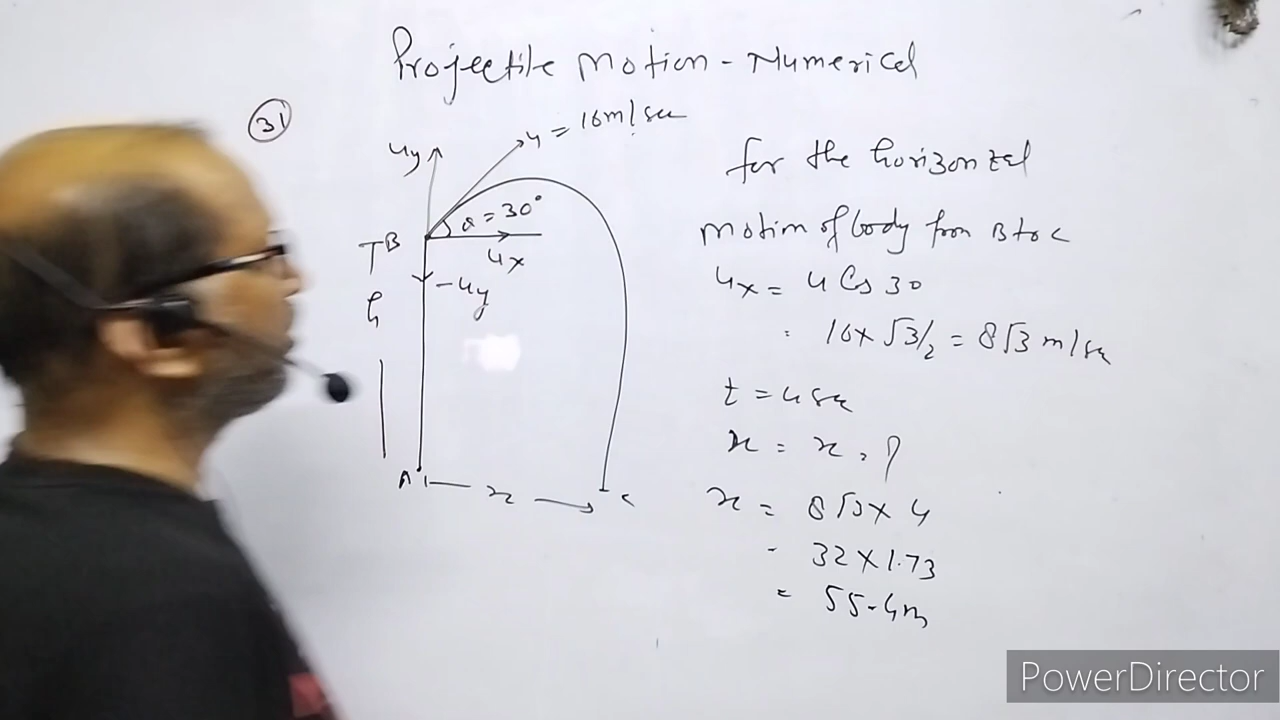 Projectile Motion - Numerical
31
uy
u = 16m/sec
α = 30°
B
ux
-uy
h
A
x
C
for the horizontal
motion of body from B to C
ux = u Cos 30
= 16 x √3/2 = 8√3 m/sec
t = 4 sec
x = x = ?
x = 8√3 x 4
= 32 x 1.73
= 55.4m
PowerDirector